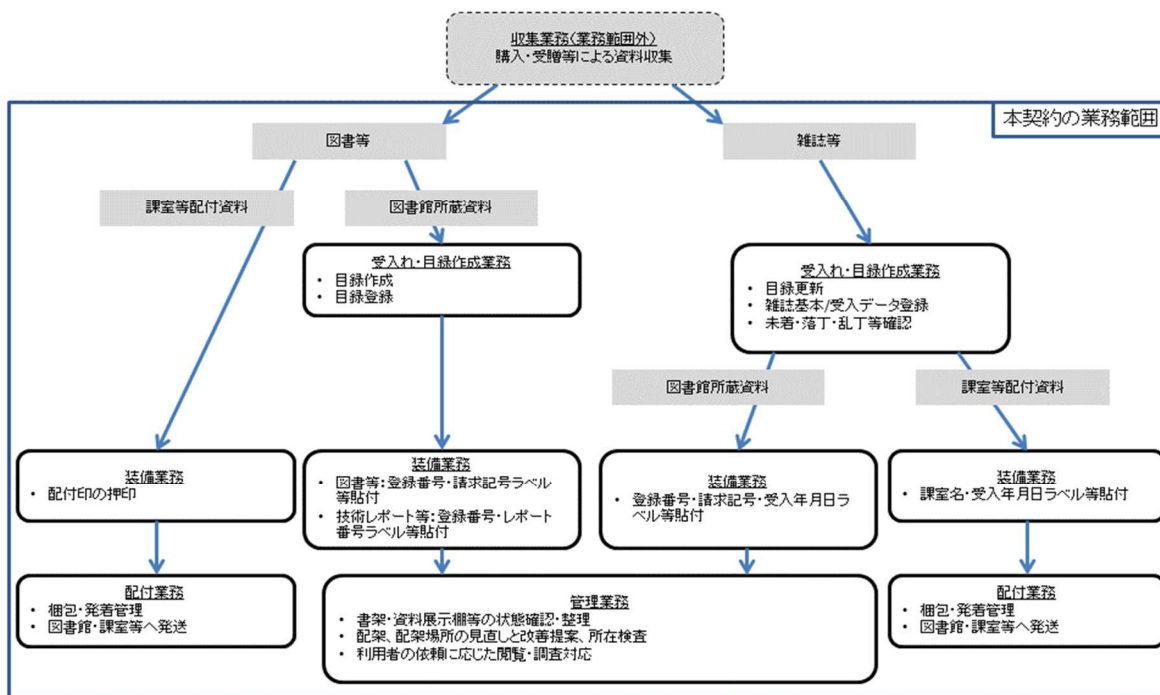 収集業務(業務範囲外)
購入・受贈等による資料収集
本契約の業務範囲
図書等
雑誌等
課室等配付資料
図書館所蔵資料
受入れ・目録作成業務
・ 目録作成
・ 目録登録
受入れ・目録作成業務
・ 目録更新
・ 雑誌基本/受入データ登録
・ 未着・落丁・乱丁等確認
図書館所蔵資料
課室等配付資料
装備業務
・ 配付印の押印
装備業務
・ 図書等:登録番号・請求記号ラベル
等貼付
・ 技術レポート等:登録番号・レポート
番号ラベル等貼付
装備業務
・ 登録番号・請求記号・受入年月日ラ
ベル等貼付
装備業務
・ 課室名・受入年月日ラベル等貼付
配付業務
・ 梱包・発着管理
・ 図書館・課室等へ発送
管理業務
・ 書架・資料展示棚等の状態確認・整理
・ 配架、配架場所の見直しと改善提案、所在検査
・ 利用者の依頼に応じた閲覧・調査対応
配付業務
・ 梱包・発着管理
・ 図書館・課室等へ発送